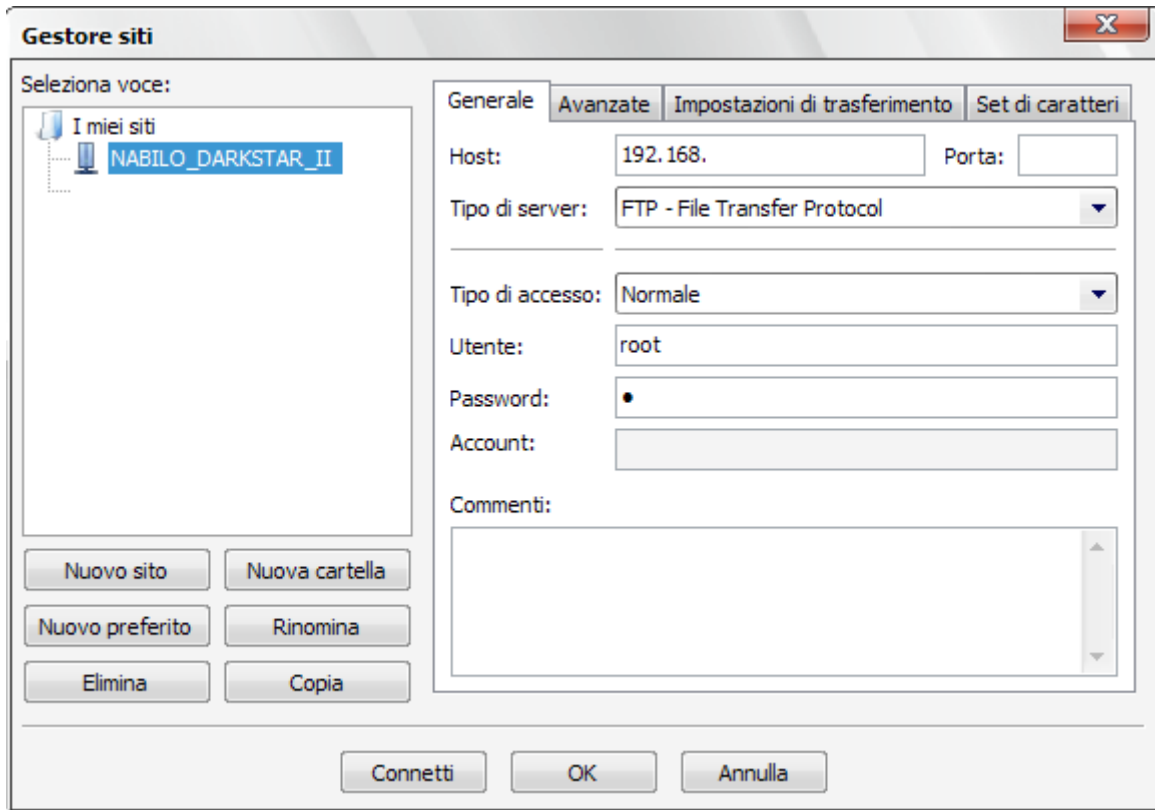 Gestore siti
X
Seleziona voce:
I miei siti
NABILO_DARKSTAR_II
Nuovo sito
Nuova cartella
Nuovo preferito
Rinomina
Elimina
Copia
Generale
Avanzate
Impostazioni di trasferimento
Set di caratteri
Host:
192.168.
Porta:
Tipo di server:
FTP - File Transfer Protocol
Tipo di accesso:
Normale
Utente:
root
Password:
●
Account:
Commenti:
Connetti
OK
Annulla